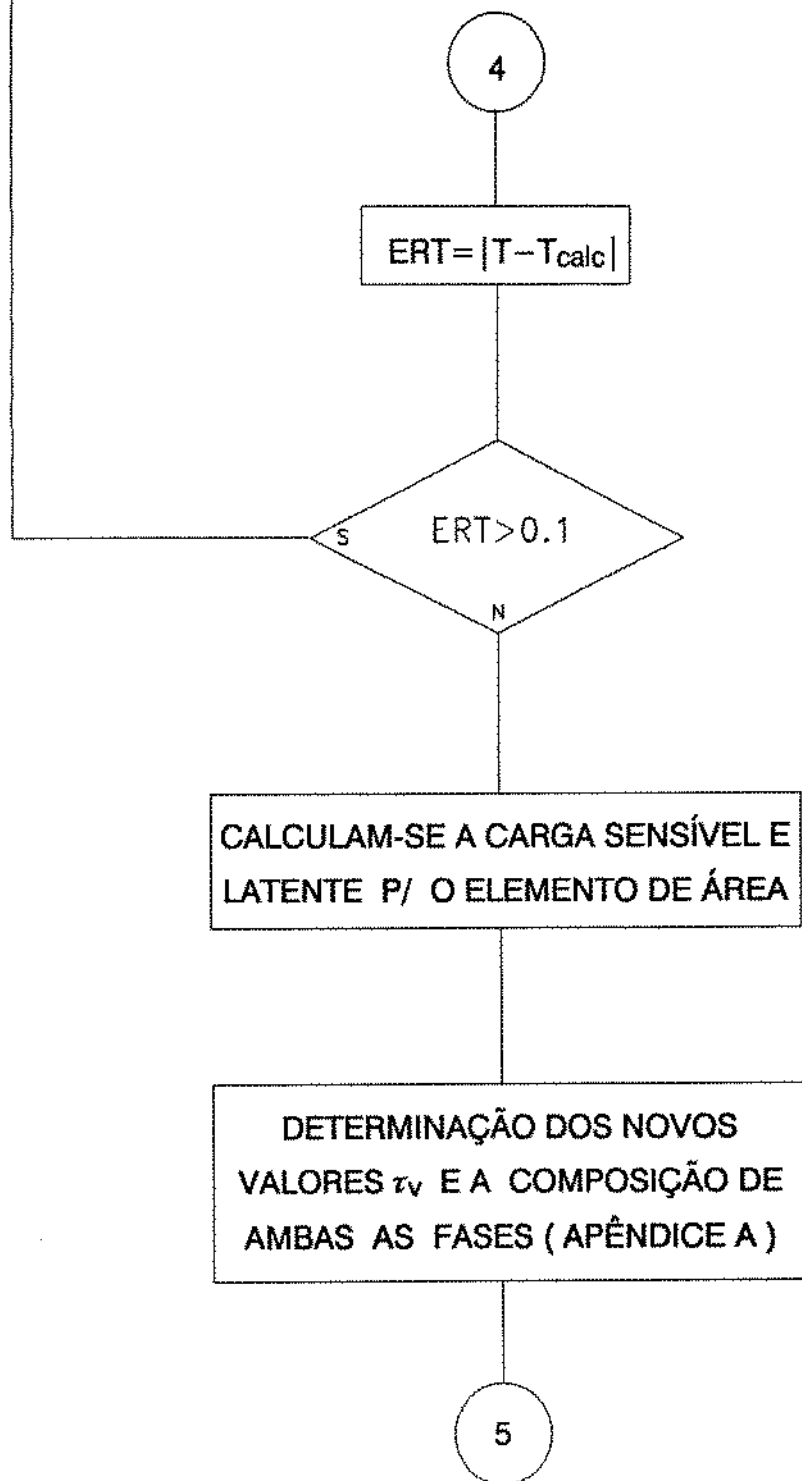 4
ERT=|T-Tcalc|
S
ERT>0.1
N
CALCULAM-SE A CARGA SENSÍVEL E
LATENTE P/ O ELEMENTO DE ÁREA
DETERMINAÇÃO DOS NOVOS
VALORES τv E A COMPOSIÇÃO DE
AMBAS AS FASES ( APÊNDICE A )
5